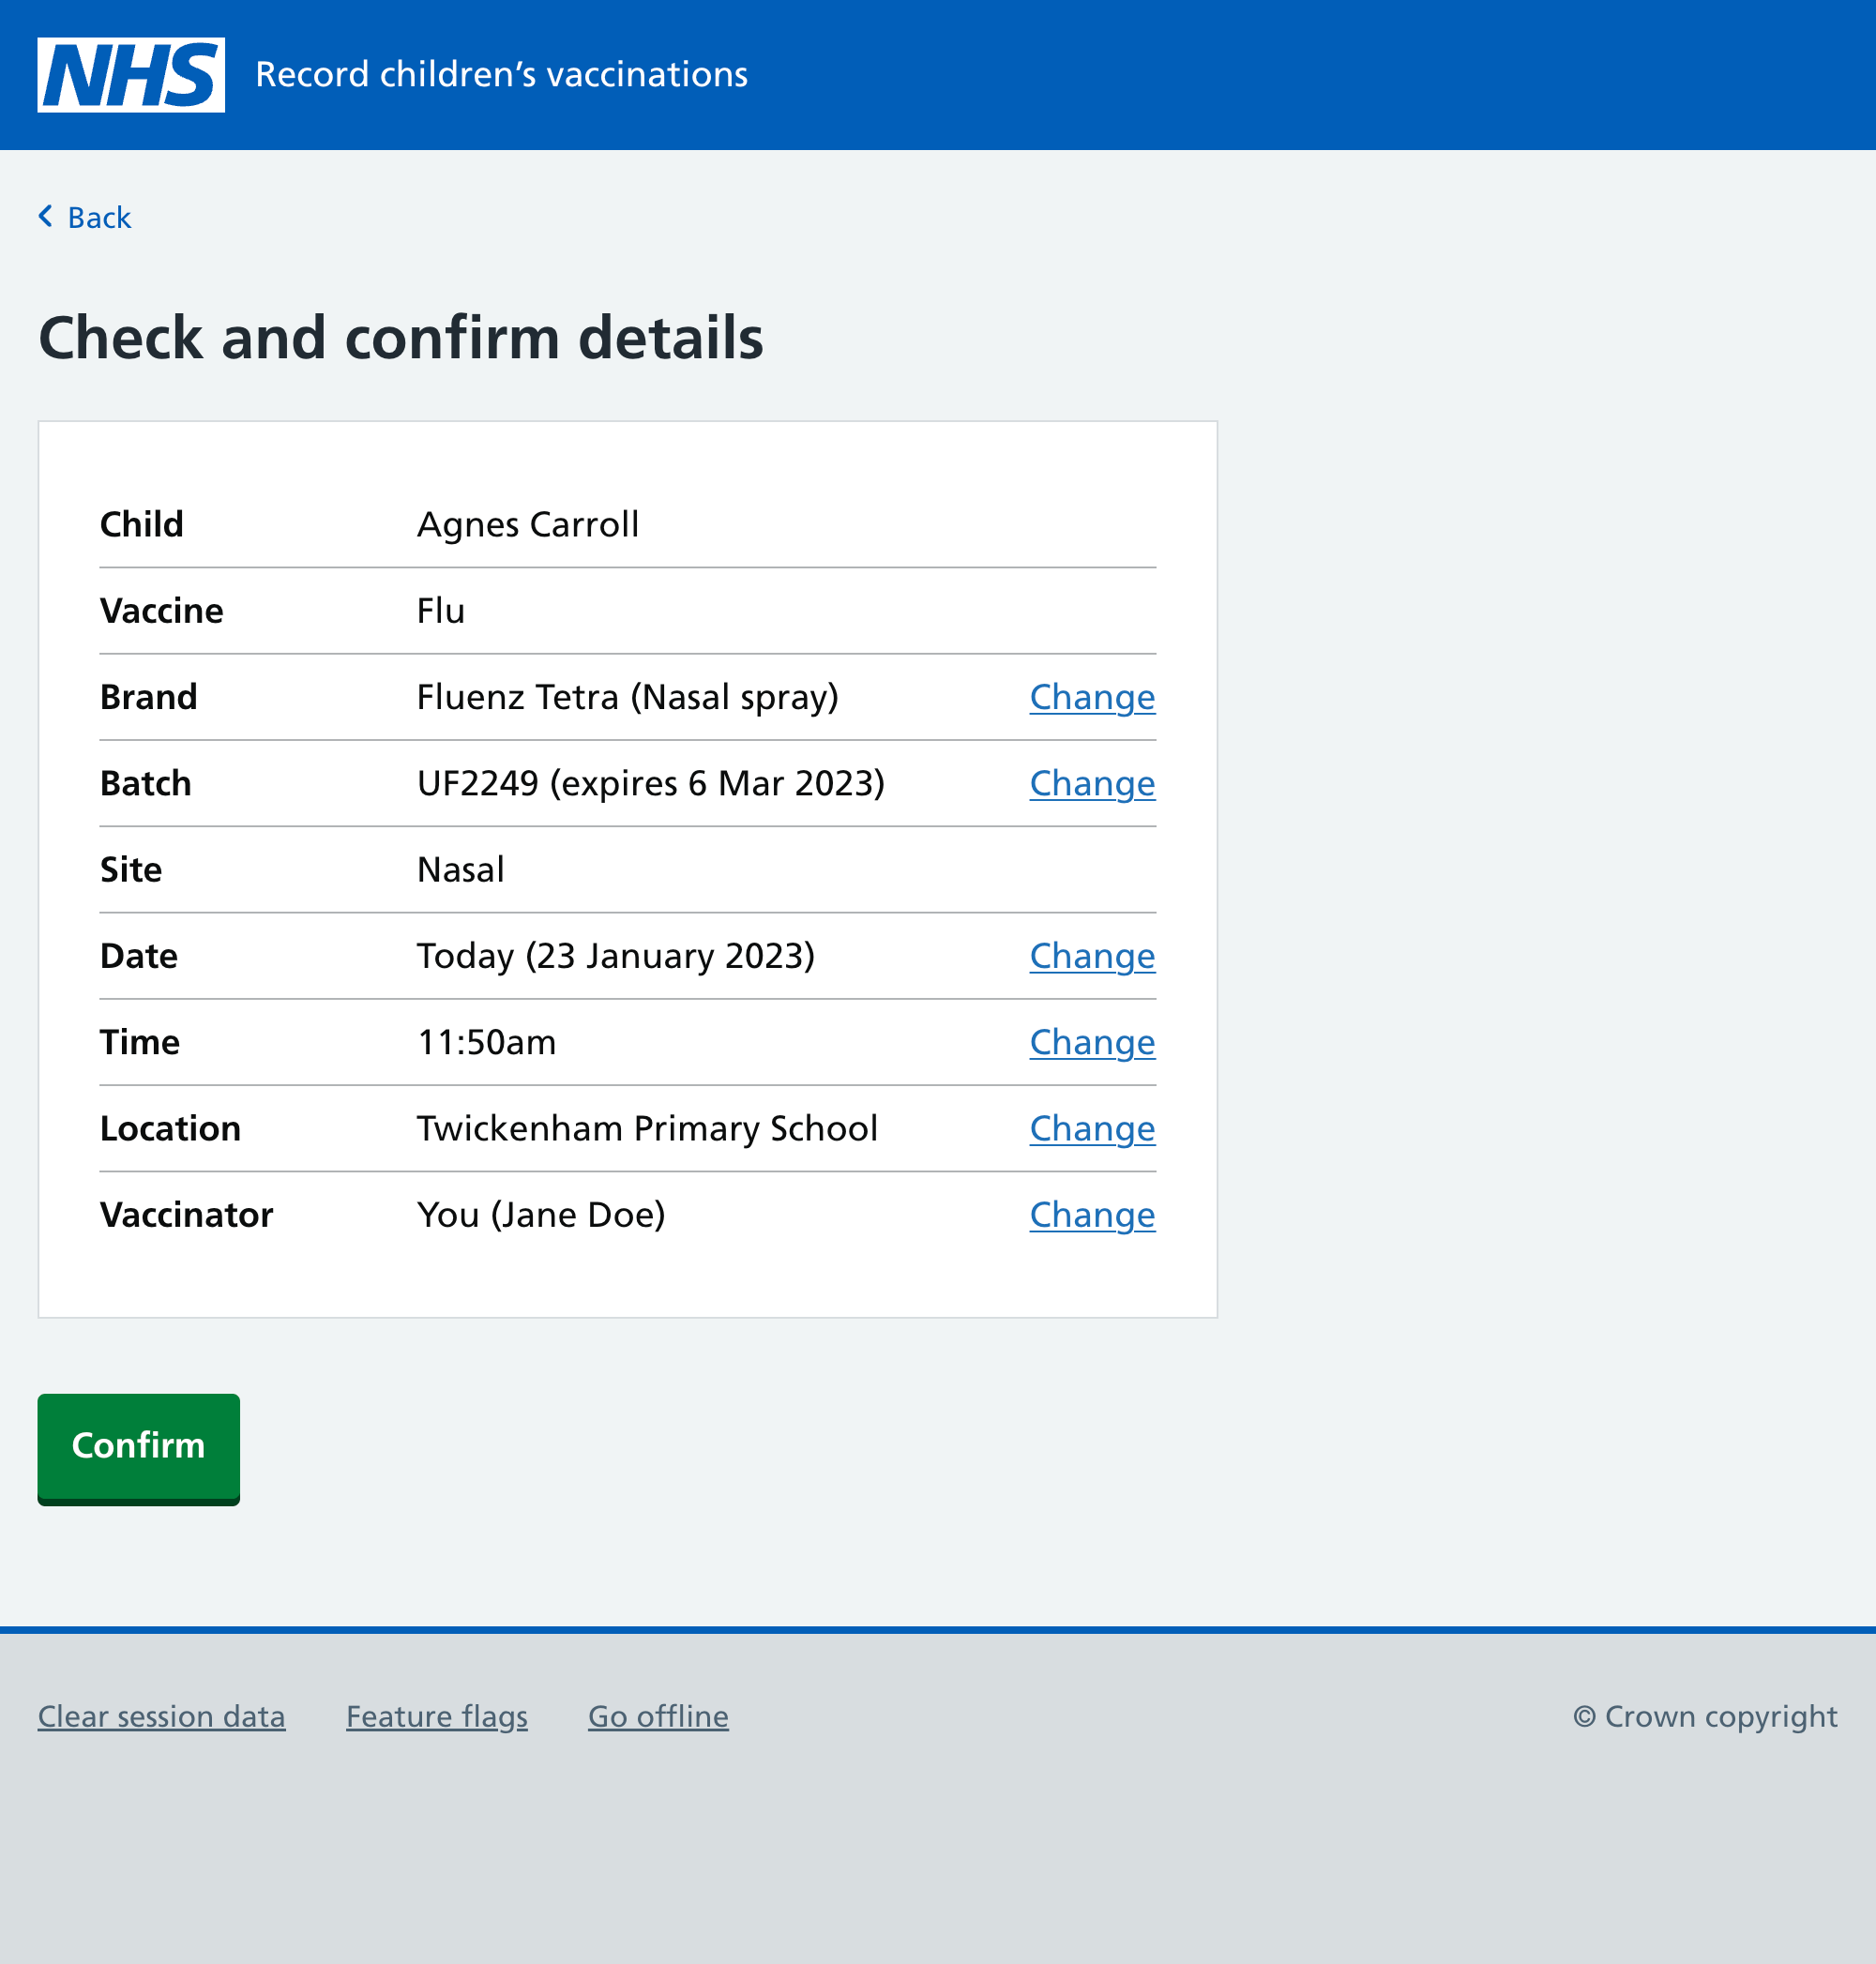 NHS Record children’s vaccinations
Back
Check and confirm details
Child Agnes Carroll
Vaccine Flu
Brand Fluenz Tetra (Nasal spray) Change
Batch UF2249 (expires 6 Mar 2023) Change
Site Nasal
Date Today (23 January 2023) Change
Time 11:50am Change
Location Twickenham Primary School Change
Vaccinator You (Jane Doe) Change
Confirm
Clear session data Feature flags Go offline © Crown copyright